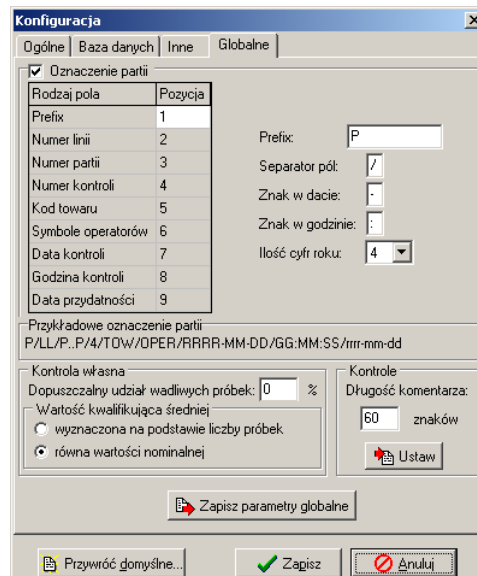 Konfiguracja
Ogólne Baza danych Inne Globalne
Oznaczenie partii
Rodzaj pola Pozycja
Prefix 1
Numer linii 2
Numer partii 3
Numer kontroli 4
Kod towaru 5
Symbole operatorów 6
Data kontroli 7
Godzina kontroli 8
Data przydatności 9
Prefix: P
Separator pól: /
Znak w dacie: -
Znak w godzinie: :
Ilość cyfr roku: 4
Przykładowe oznaczenie partii
P/LL/P..P/4/TOW/OPER/RRRR-MM-DD/GG:MM:SS/rrrr-mm-dd
Kontrola własna
Dopuszczalny udział wadliwych próbek: 0 %
Wartość kwalifikująca średniej
wyznaczona na podstawie liczby próbek
równa wartości nominalnej
Kontrole
Długość komentarza:
60 znaków
Ustaw
Zapisz parametry globalne
Przywróć domyślne... Zapisz Anuluj